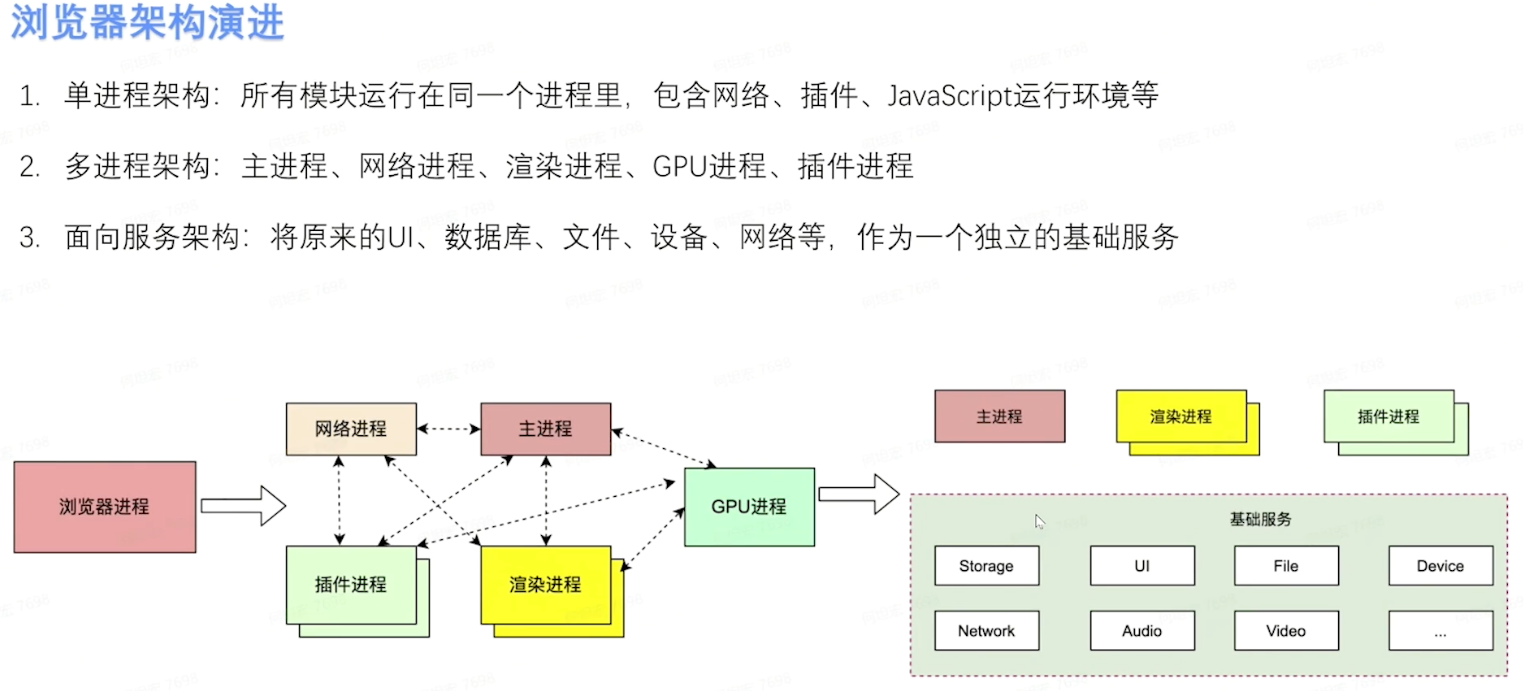 浏览器架构演进
1. 单进程架构：所有模块运行在同一个进程里，包含网络、插件、JavaScript运行环境等
2. 多进程架构：主进程、网络进程、渲染进程、GPU进程、插件进程
3. 面向服务架构：将原来的UI、数据库、文件、设备、网络等，作为一个独立的基础服务
浏览器进程
网络进程
主进程
GPU进程
插件进程
渲染进程
主进程
渲染进程
插件进程
基础服务
Storage
UI
File
Device
Network
Audio
Video
...